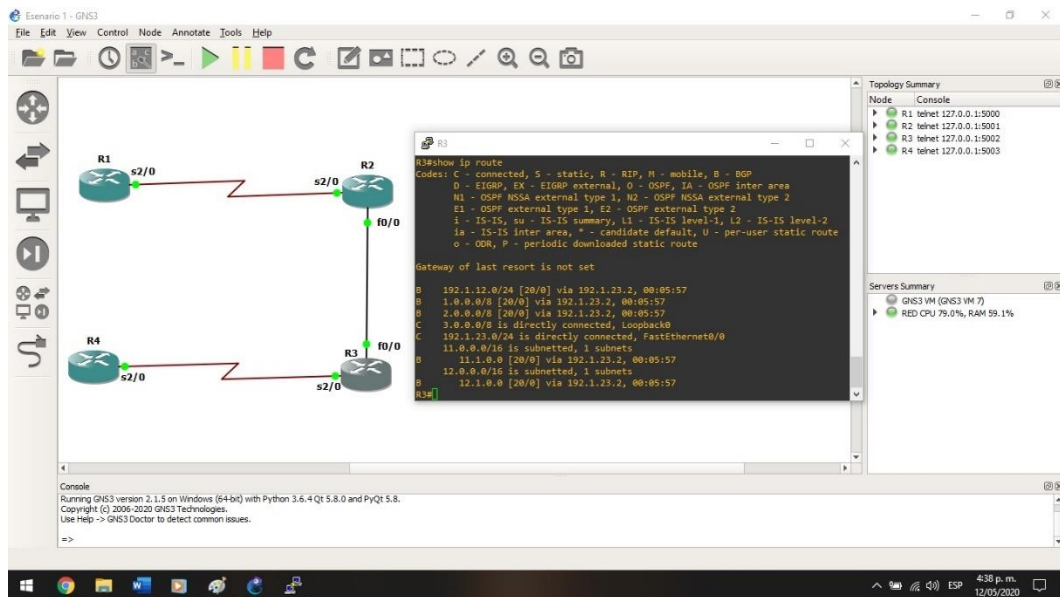 Esenario 1 - GNS3
File Edit View Control Node Annotate Tools Help
R1
s2/0
R2
s2/0
f0/0
R4
s2/0
R3
f0/0
s2/0
R3
R3#show ip route
Codes: C - connected, S - static, R - RIP, M - mobile, B - BGP
D - EIGRP, EX - EIGRP external, O - OSPF, IA - OSPF inter area
N1 - OSPF NSSA external type 1, N2 - OSPF NSSA external type 2
E1 - OSPF external type 1, E2 - OSPF external type 2
i - IS-IS, su - IS-IS summary, L1 - IS-IS level-1, L2 - IS-IS level-2
ia - IS-IS inter area, * - candidate default, U - per-user static route
o - ODR, P - periodic downloaded static route
Gateway of last resort is not set
B 192.1.12.0/24 [20/0] via 192.1.23.2, 00:05:57
B 1.0.0.0/8 [20/0] via 192.1.23.2, 00:05:57
B 2.0.0.0/8 [20/0] via 192.1.23.2, 00:05:57
C 3.0.0.0/8 is directly connected, Loopback0
C 192.1.23.0/24 is directly connected, FastEthernet0/0
11.0.0.0/16 is subnetted, 1 subnets
B 11.1.0.0 [20/0] via 192.1.23.2, 00:05:57
12.0.0.0/16 is subnetted, 1 subnets
B 12.1.0.0 [20/0] via 192.1.23.2, 00:05:57
R3#
Topology Summary
Node Console
R1 telnet 127.0.0.1:5000
R2 telnet 127.0.0.1:5001
R3 telnet 127.0.0.1:5002
R4 telnet 127.0.0.1:5003
Servers Summary
GNS3 VM (GNS3 VM 7)
RED CPU 79.0%, RAM 59.1%
Console
Running GNS3 version 2.1.5 on Windows (64-bit) with Python 3.6.4 Qt 5.8.0 and PyQt 5.8.
Copyright (c) 2006-2020 GNS3 Technologies.
Use Help -> GNS3 Doctor to detect common issues.
=>
ESP
4:38 p. m.
12/05/2020